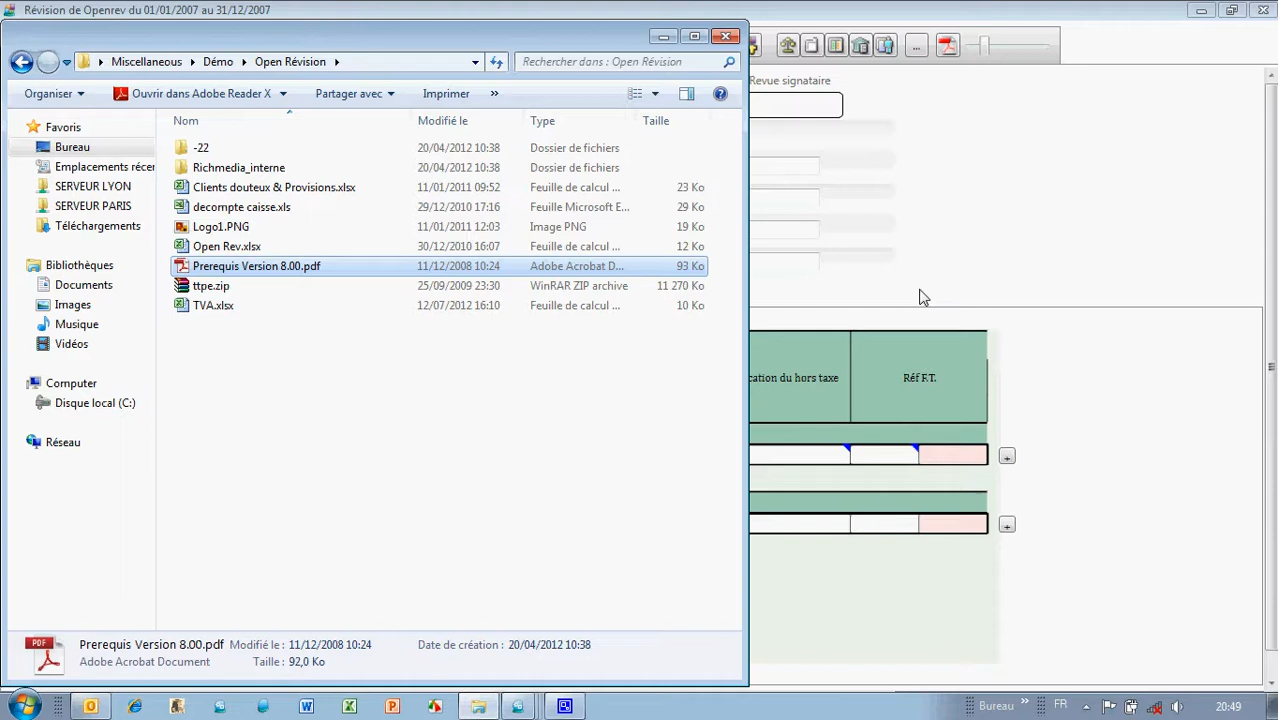 Révision de Openrev du 01/01/2007 au 31/12/2007
Miscellaneous Démo Open Révision
Rechercher dans : Open Révision
Organiser Ouvrir dans Adobe Reader X Partager avec Imprimer »
...
Revue signataire
Nom Modifié le Type Taille
Favoris
Bureau
Emplacements récer
SERVEUR LYON
SERVEUR PARIS
Téléchargements
Bibliothèques
Documents
Images
Musique
Vidéos
Computer
Disque local (C:)
Réseau
-22 20/04/2012 10:38 Dossier de fichiers
Richmedia_interne 20/04/2012 10:38 Dossier de fichiers
Clients douteux & Provisions.xlsx 11/01/2011 09:52 Feuille de calcul ... 23 Ko
decompte caisse.xls 29/12/2010 17:16 Feuille Microsoft E... 29 Ko
Logo1.PNG 11/01/2011 12:03 Image PNG 19 Ko
Open Rev.xlsx 30/12/2010 16:07 Feuille de calcul ... 12 Ko
Prerequis Version 8.00.pdf 11/12/2008 10:24 Adobe Acrobat D... 93 Ko
ttpe.zip 25/09/2009 23:30 WinRAR ZIP archive 11 270 Ko
TVA.xlsx 12/07/2012 16:10 Feuille de calcul ... 10 Ko
cation du hors taxe Réf F.T.
+
+
PDF
Prerequis Version 8.00.pdf Modifié le : 11/12/2008 10:24 Date de création : 20/04/2012 10:38
Adobe Acrobat Document Taille : 92,0 Ko
Bureau » FR 20:49